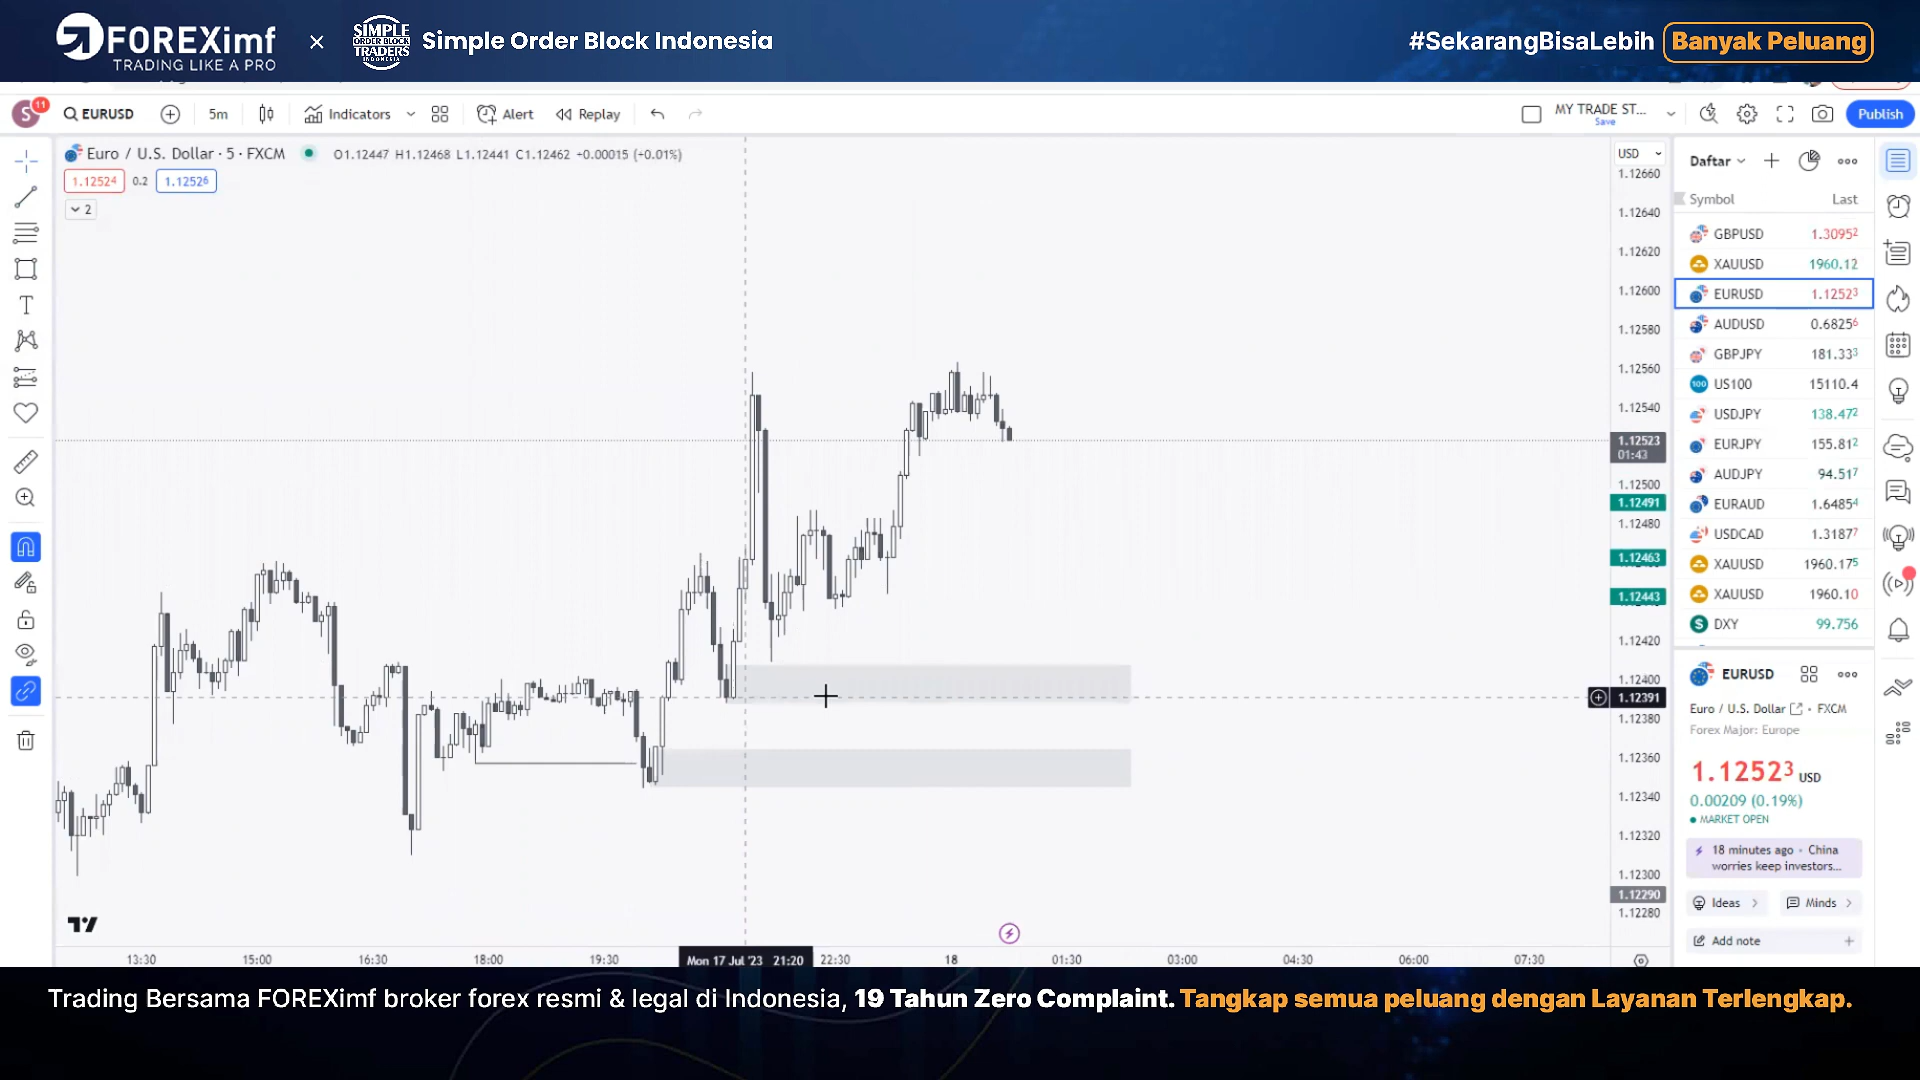 FOREXimf
TRADING LIKE A PRO
×
SIMPLE
ORDER BLOCK
TRADERS
INDONESIA
Simple Order Block Indonesia
#SekarangBisaLebih Banyak Peluang
S 11
EURUSD
5m
Indicators
Alert
Replay
MY TRADE ST...
Save
Publish
Euro / U.S. Dollar · 5 · FXCM
O1.12447 H1.12468 L1.12441 C1.12462 +0.00015 (+0.01%)
1.12524 0.2 1.12526
2
USD
1.12660
1.12640
1.12620
1.12600
1.12580
1.12560
1.12540
1.12523
01:43
1.12500
1.12491
1.12480
1.12463
1.12443
1.12420
1.12400
1.12391
1.12380
1.12360
1.12340
1.12320
1.12300
1.12290
1.12280
13:30 15:00 16:30 18:00 19:30 Mon 17 Jul '23 21:20 22:30 18 01:30 03:00 04:30 06:00 07:30
Daftar
Symbol Last
GBPUSD 1.30952
XAUUSD 1960.12
EURUSD 1.12523
AUDUSD 0.68256
GBPJPY 181.333
100 US100 15110.4
USDJPY 138.472
EURJPY 155.812
AUDJPY 94.517
EURAUD 1.64854
USDCAD 1.31877
XAUUSD 1960.175
XAUUSD 1960.10
S DXY 99.756
EURUSD
Euro / U.S. Dollar · FXCM
Forex Major: Europe
1.12523 USD
0.00209 (0.19%)
MARKET OPEN
18 minutes ago · China
worries keep investors...
Ideas Minds
Add note
Trading Bersama FOREXimf broker forex resmi & legal di Indonesia, 19 Tahun Zero Complaint. Tangkap semua peluang dengan Layanan Terlengkap.